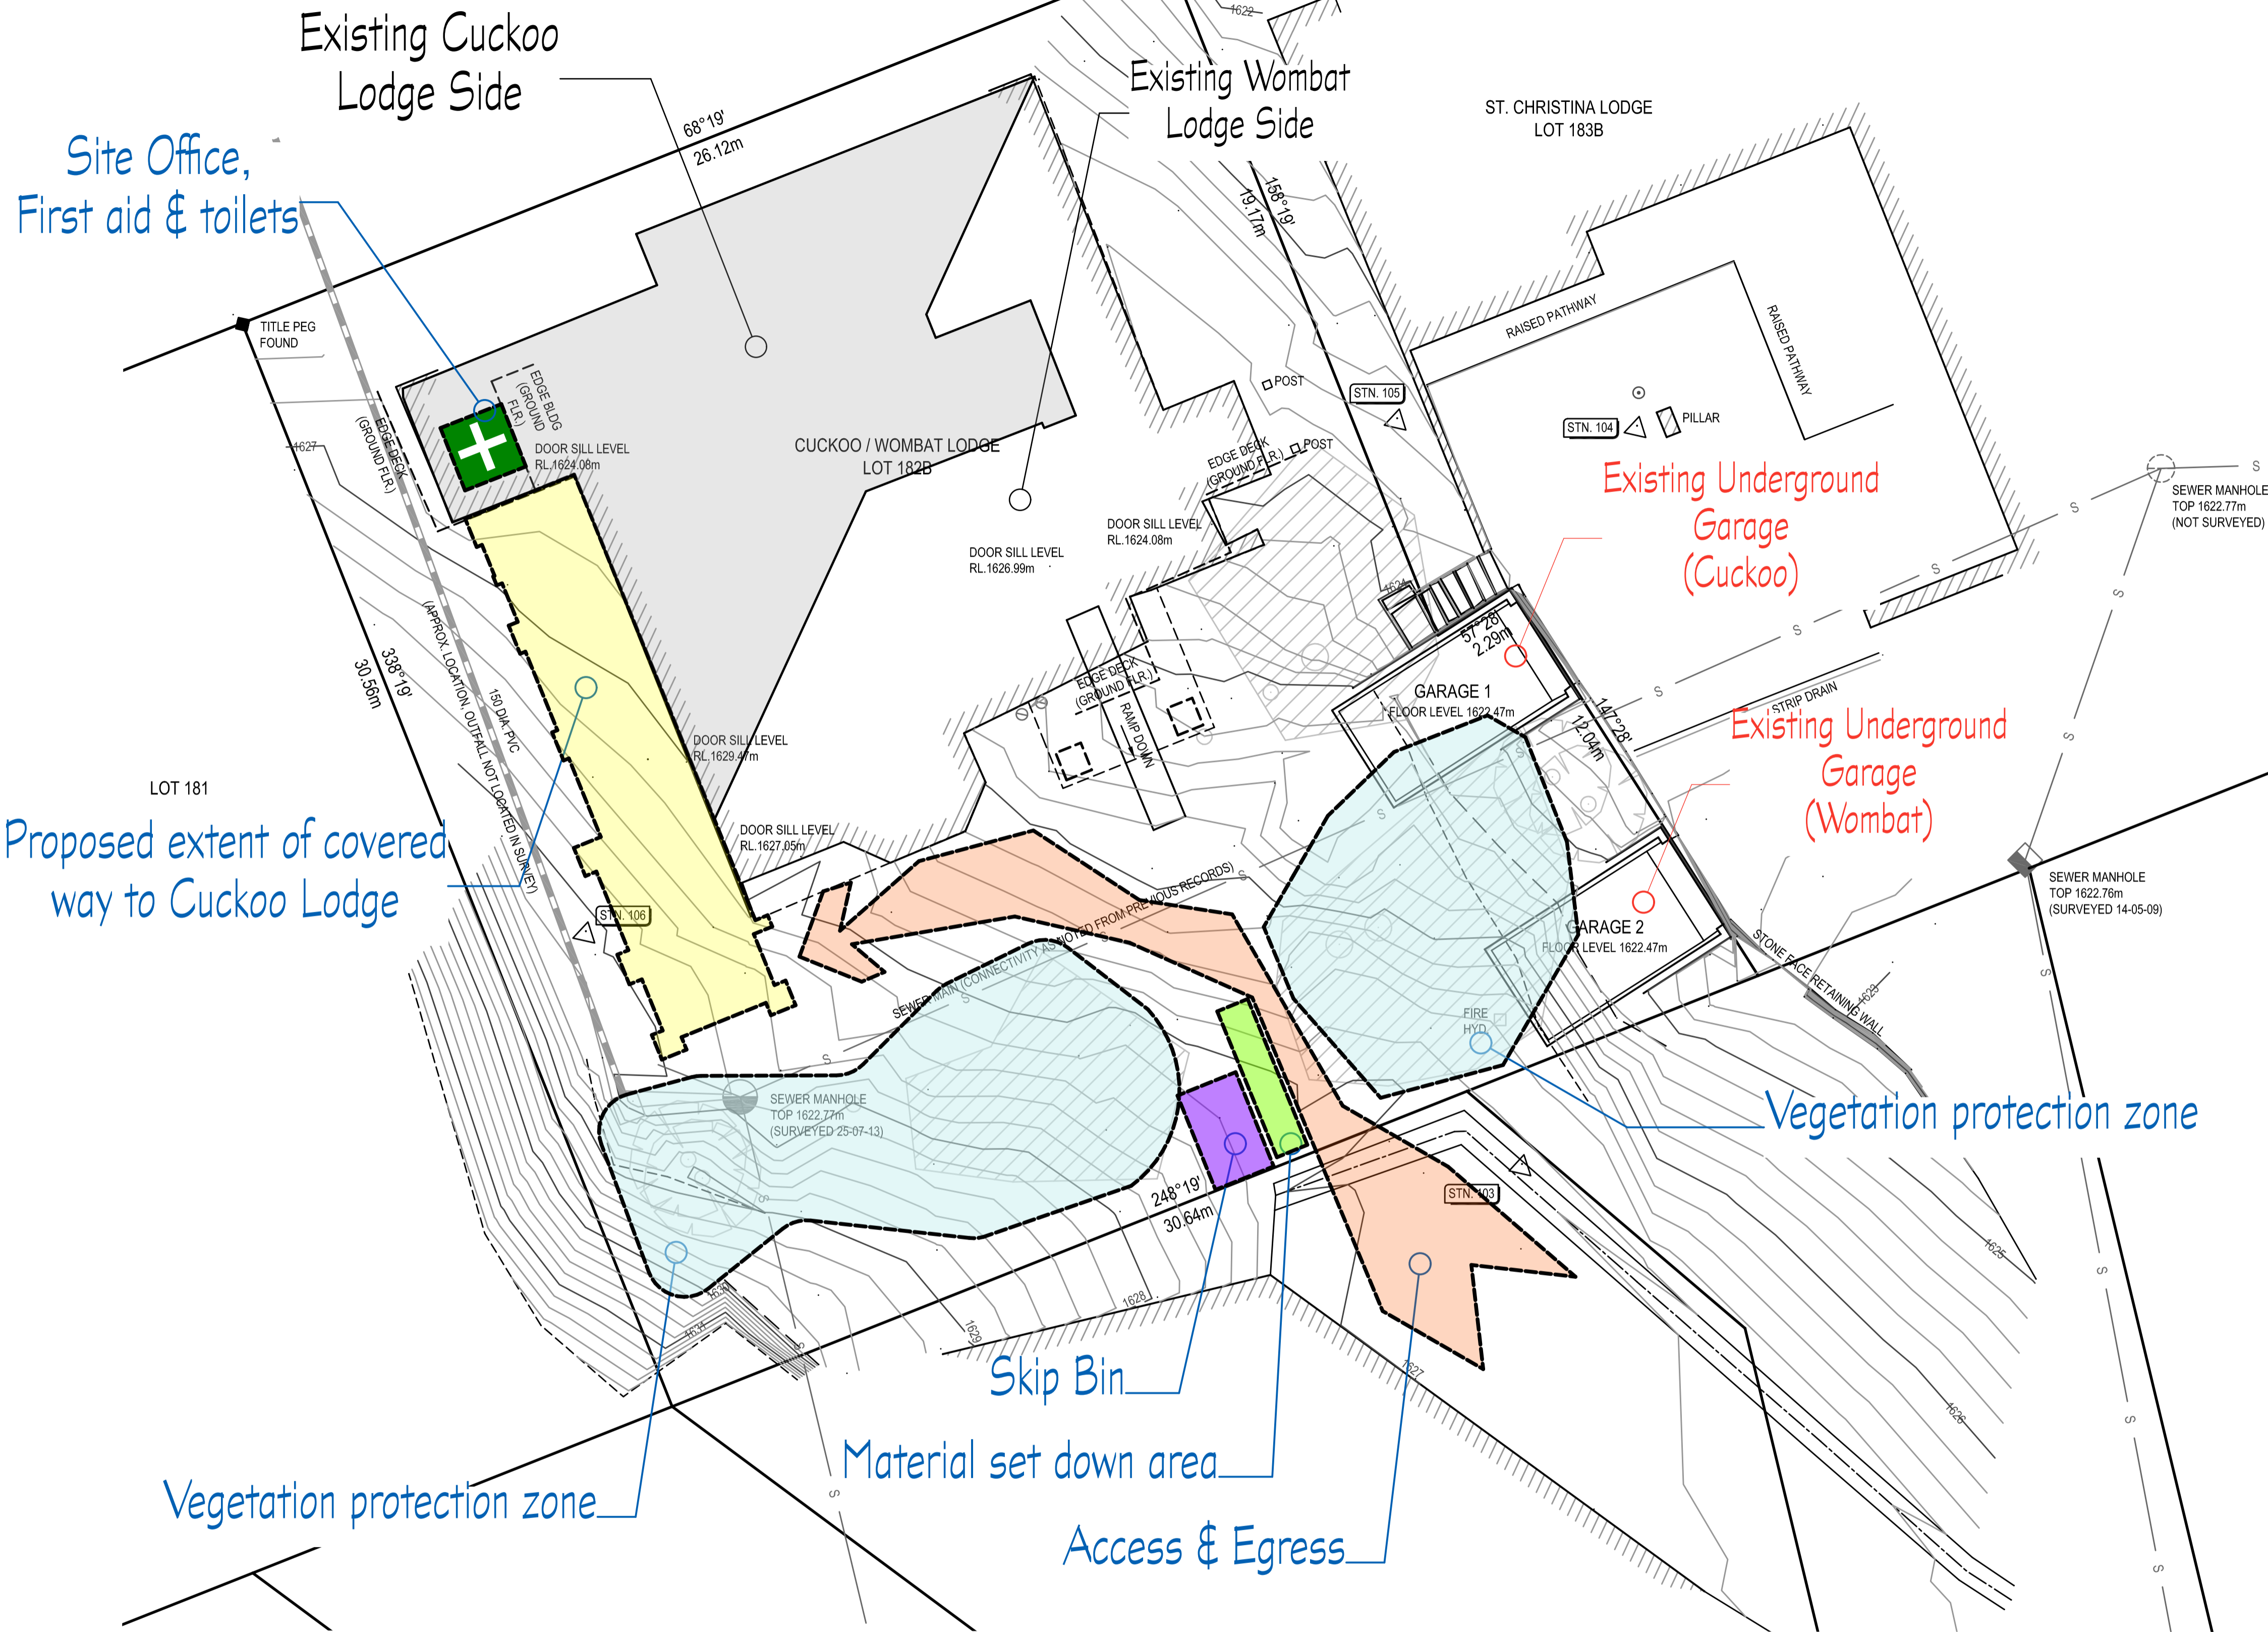 Existing Cuckoo
Lodge Side
Existing Wombat
Lodge Side
1622
ST. CHRISTINA LODGE
LOT 183B
68°19'
26.12m
Site Office,
First aid & toilets
158°19'
19.17m
TITLE PEG
FOUND
RAISED PATHWAY
RAISED PATHWAY
POST
STN. 105
EDGE BLDG
(GROUND
FLR.)
EDGE DECK
(GROUND FLR.)
1627
STN. 104
PILLAR
DOOR SILL LEVEL
RL.1624.08m
CUCKOO / WOMBAT LODGE
LOT 182B
EDGE DECK
(GROUND FLR.)
POST
S
SEWER MANHOLE
TOP 1622.77m
(NOT SURVEYED)
S
Existing Underground
Garage
(Cuckoo)
DOOR SILL LEVEL
RL.1624.08m
DOOR SILL LEVEL
RL.1626.99m
S
S
1624
57°28'
2.29m
S
338°19'
30.56m
(APPROX. LOCATION, OUTFALL NOT LOCATED IN SURVEY)
150 DIA. PVC
EDGE DECK
(GROUND FLR.)
RAMP DOWN
GARAGE 1
FLOOR LEVEL 1622.47m
S
147°28'
12.04m
STRIP DRAIN
Existing Underground
Garage
(Wombat)
S
S
DOOR SILL LEVEL
RL.1629.47m
LOT 181
Proposed extent of covered
way to Cuckoo Lodge
DOOR SILL LEVEL
RL.1627.05m
S
S
SEWER MAIN (CONNECTIVITY AS NOTED FROM PREVIOUS RECORDS)
S
S
STN. 106
SEWER MANHOLE
TOP 1622.76m
(SURVEYED 14-05-09)
GARAGE 2
FLOOR LEVEL 1622.47m
STONE FACE RETAINING WALL
1623
S
FIRE
HYD
S
SEWER MANHOLE
TOP 1622.77m
(SURVEYED 25-07-13)
Vegetation protection zone
248°19'
30.64m
STN. 103
S
1625
S
1630
1631
1628
1629
S
1627
Skip Bin
1626
S
Material set down area
Vegetation protection zone
S
Access & Egress
S